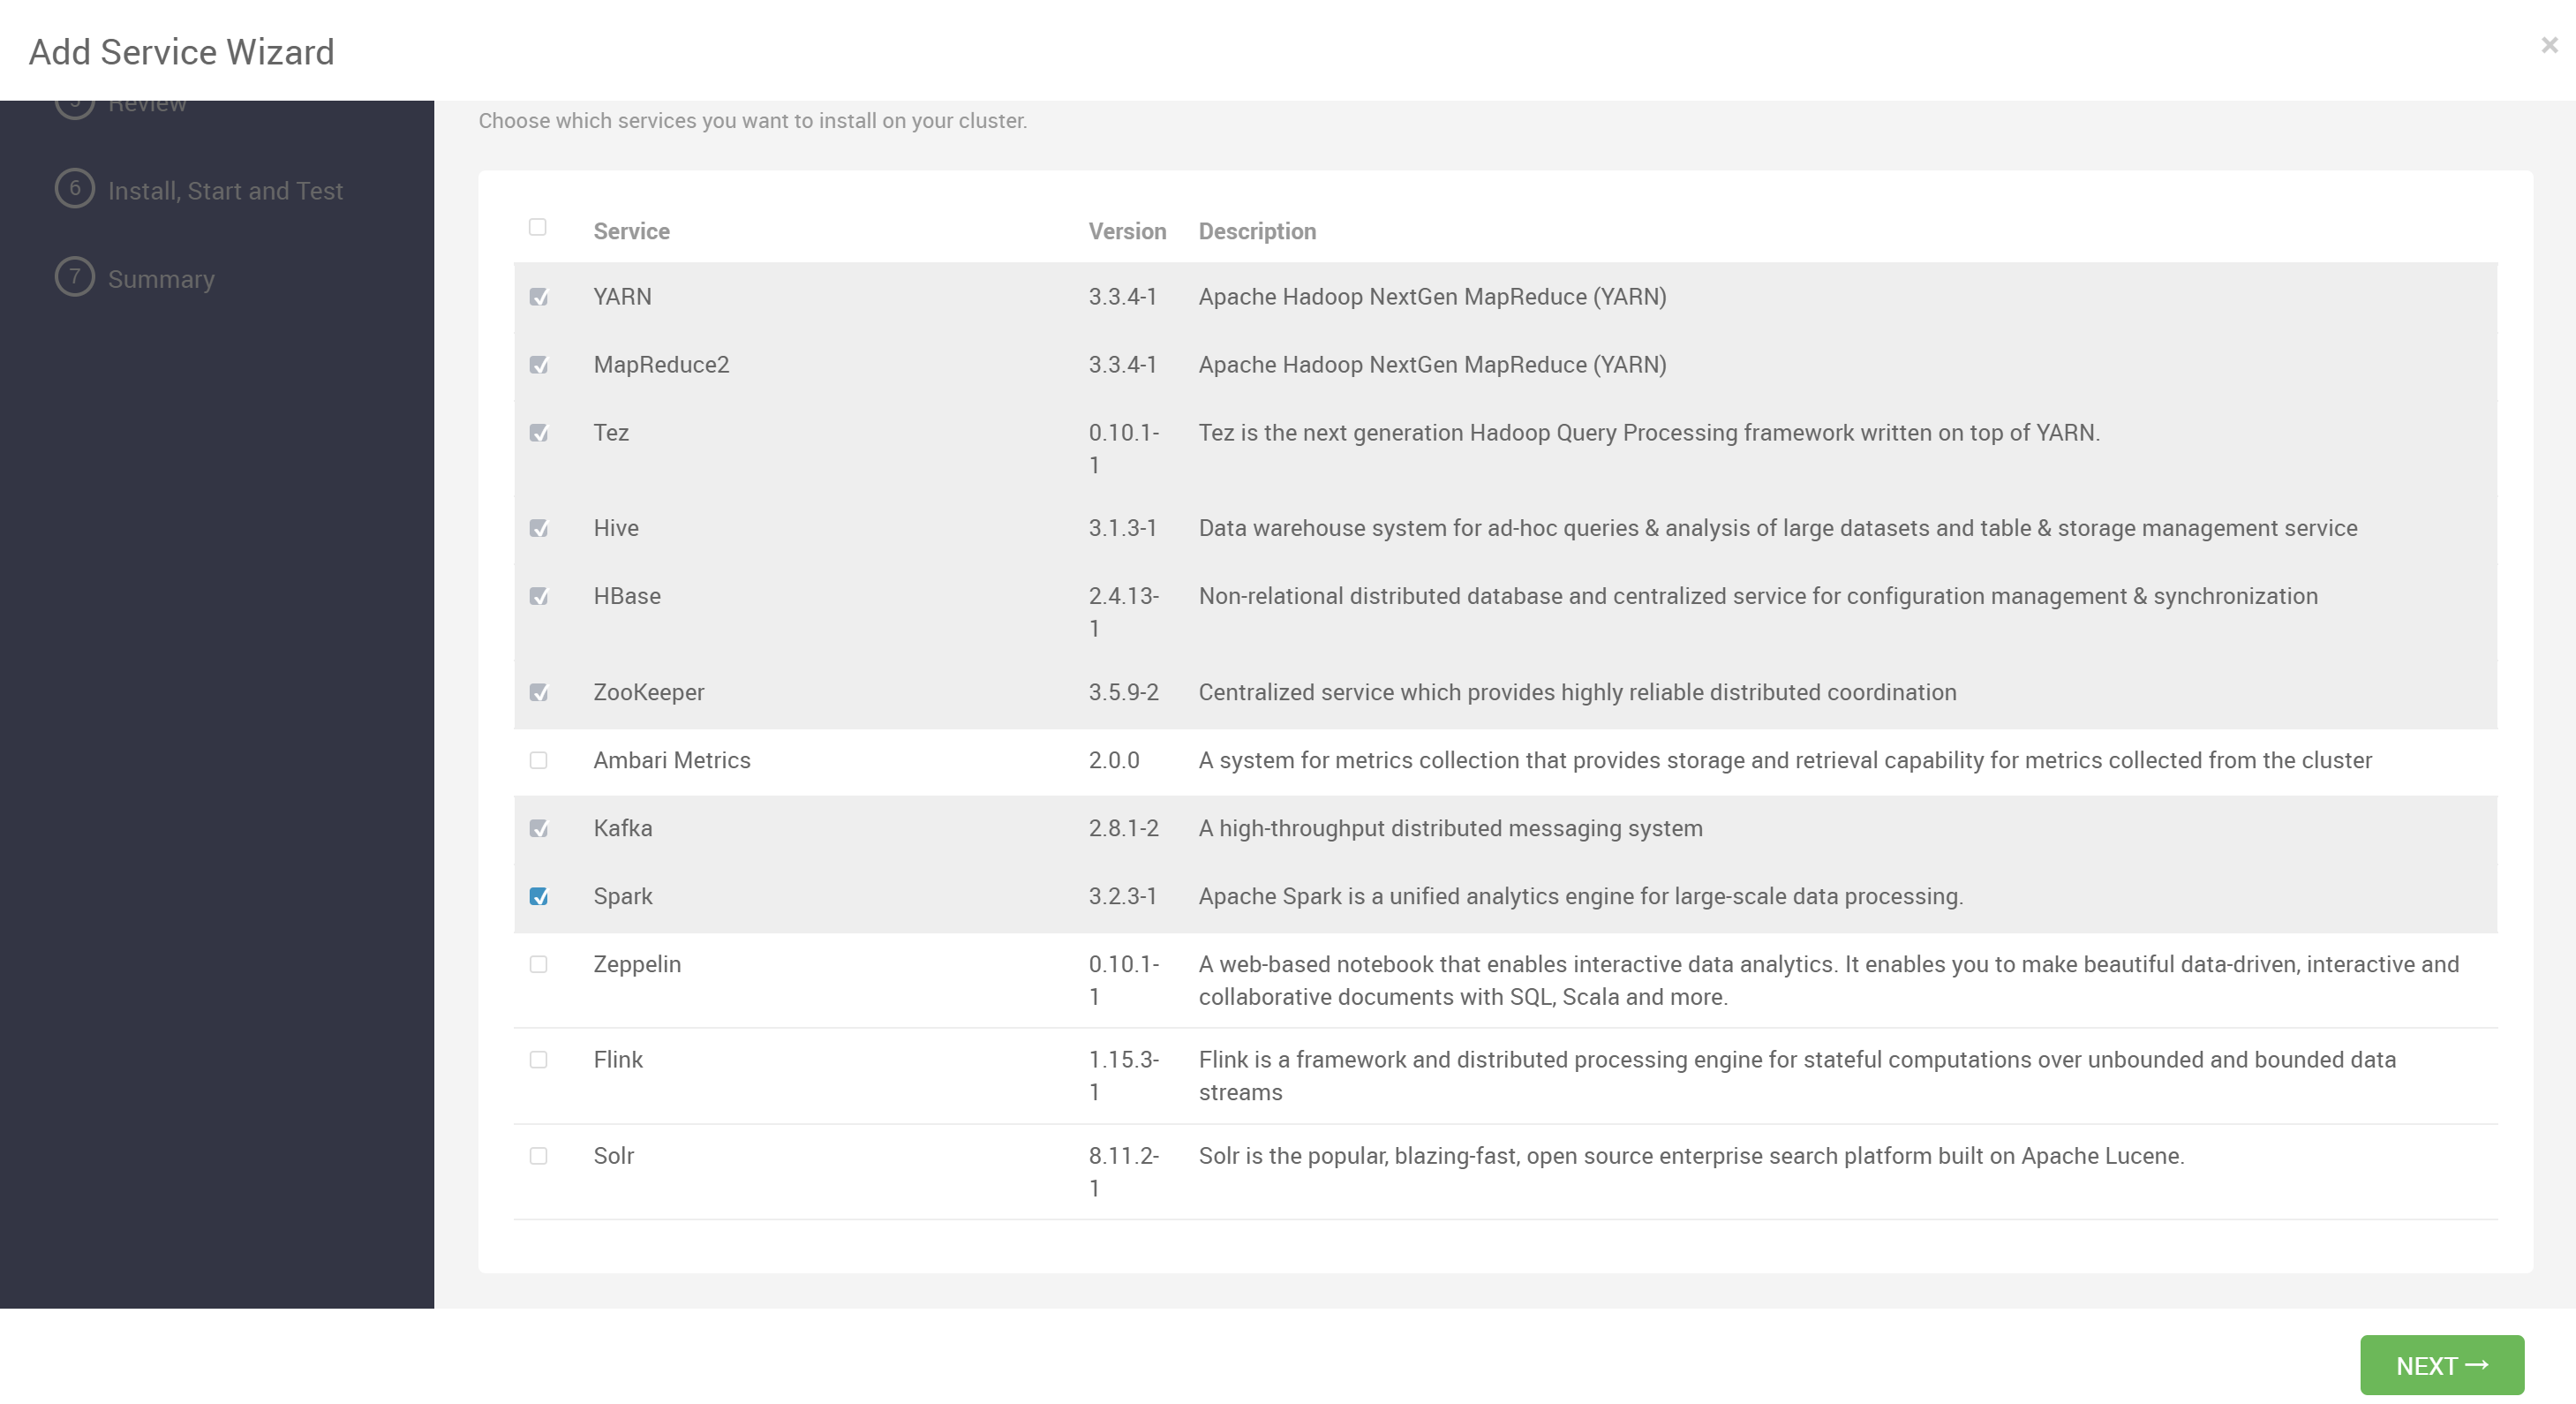 Add Service Wizard
×
5 Review
Choose which services you want to install on your cluster.
6 Install, Start and Test
7 Summary
Service Version Description
YARN 3.3.4-1 Apache Hadoop NextGen MapReduce (YARN)
MapReduce2 3.3.4-1 Apache Hadoop NextGen MapReduce (YARN)
Tez 0.10.1- Tez is the next generation Hadoop Query Processing framework written on top of YARN.
1
Hive 3.1.3-1 Data warehouse system for ad-hoc queries & analysis of large datasets and table & storage management service
HBase 2.4.13- Non-relational distributed database and centralized service for configuration management & synchronization
1
ZooKeeper 3.5.9-2 Centralized service which provides highly reliable distributed coordination
Ambari Metrics 2.0.0 A system for metrics collection that provides storage and retrieval capability for metrics collected from the cluster
Kafka 2.8.1-2 A high-throughput distributed messaging system
Spark 3.2.3-1 Apache Spark is a unified analytics engine for large-scale data processing.
Zeppelin 0.10.1- A web-based notebook that enables interactive data analytics. It enables you to make beautiful data-driven, interactive and
1 collaborative documents with SQL, Scala and more.
Flink 1.15.3- Flink is a framework and distributed processing engine for stateful computations over unbounded and bounded data
1 streams
Solr 8.11.2- Solr is the popular, blazing-fast, open source enterprise search platform built on Apache Lucene.
1
NEXT →